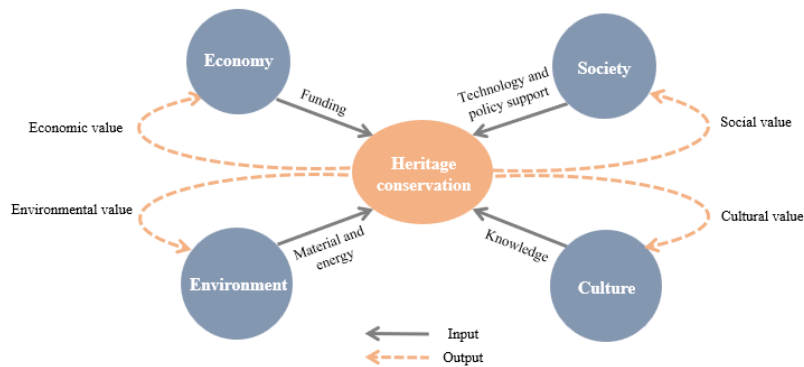 Economy
Society
Funding
Technology and
policy support
Economic value
Social value
Heritage
conservation
Environmental value
Cultural value
Material and
energy
Knowledge
Environment
Culture
Input
Output